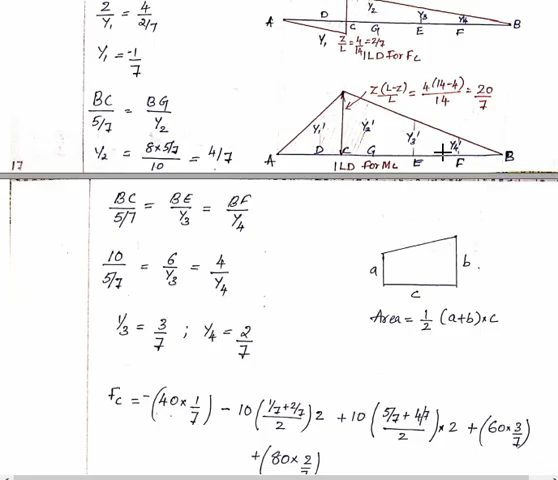 2/Y₁ = 4/2/7
Y₁ = -1/7
BC/5/7 = BG/Y₂
Y₂ = 8×5/7/10 = 4/7
17
A D C G E F B
Y₂ Y₃ Y₄
Y₁ Z/L = 4/14 = 2/7
ILD for Fc
Z(L-Z)/L = 4(14-4)/14 = 20/7
Y₁' Y₂' Y₃' Y₄'
A D C G E F B
ILD for Mc
BC/5/7 = BE/Y₃ = BF/Y₄
10/5/7 = 6/Y₃ = 4/Y₄
Y₃ = 3/7 ; Y₄ = 2/7
a b
c
Area = 1/2 (a+b)×c
Fc = -(40×1/7) - 10(1/7+2/7/2)2 + 10(5/7+4/7/2)×2 + (60×3/7)
+(80×2/7)